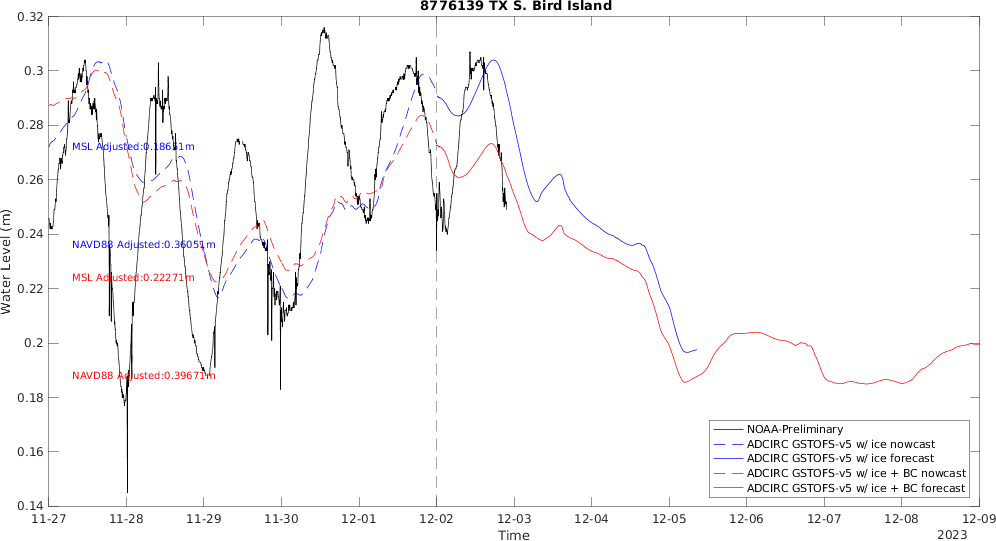 8776139 TX S. Bird Island
0.32
0.3
0.28
0.26
0.24
0.22
0.2
0.18
0.16
0.14
Water Level (m)
MSL Adjusted:0.18651m
NAVD88 Adjusted:0.36051m
MSL Adjusted:0.22271m
NAVD88 Adjusted:0.39671m
NOAA-Preliminary
ADCIRC GSTOFS-v5 w/ ice nowcast
ADCIRC GSTOFS-v5 w/ ice forecast
ADCIRC GSTOFS-v5 w/ ice + BC nowcast
ADCIRC GSTOFS-v5 w/ ice + BC forecast
11-27 11-28 11-29 11-30 12-01 12-02 12-03 12-04 12-05 12-06 12-07 12-08 12-09
Time
2023